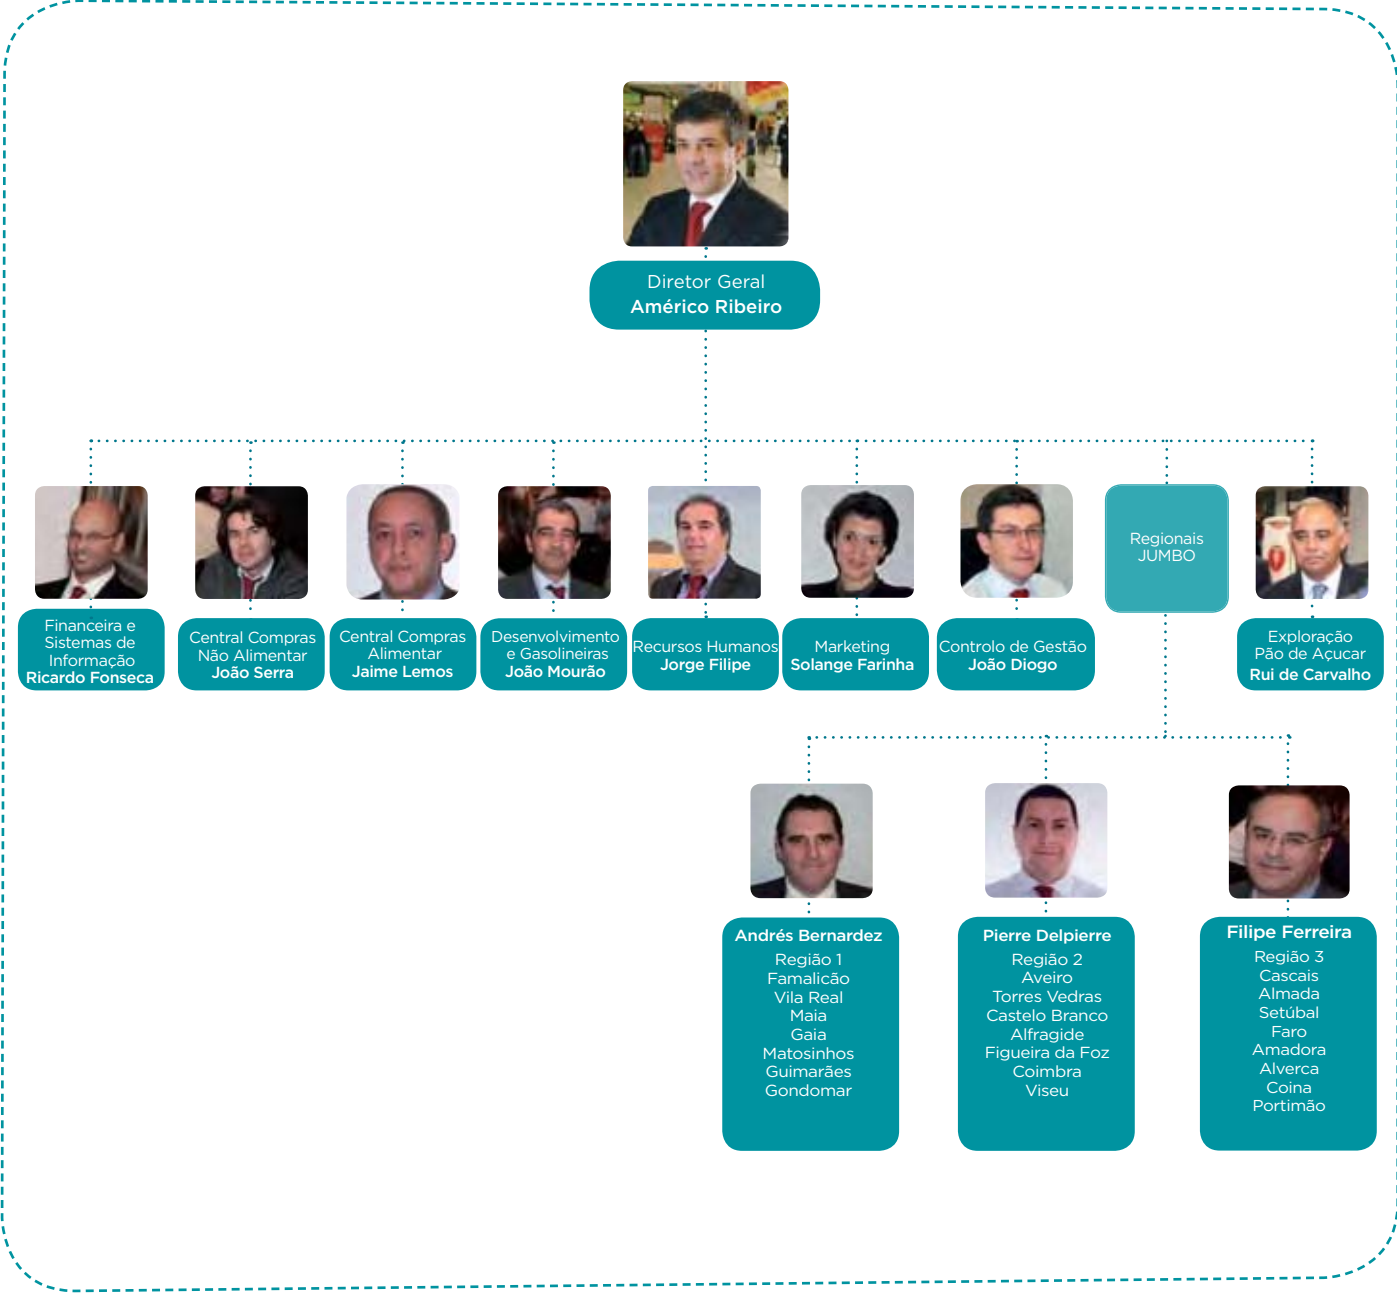 Diretor Geral
Américo Ribeiro
Financeira e
Sistemas de
Informação
Ricardo Fonseca
Central Compras
Não Alimentar
João Serra
Central Compras
Alimentar
Jaime Lemos
Desenvolvimento
e Gasolineiras
João Mourão
Recursos Humanos
Jorge Filipe
Marketing
Solange Farinha
Controlo de Gestão
João Diogo
Regionais
JUMBO
Exploração
Pão de Açucar
Rui de Carvalho
Andrés Bernardez
Região 1
Famalicão
Vila Real
Maia
Gaia
Matosinhos
Guimarães
Gondomar
Pierre Delpierre
Região 2
Aveiro
Torres Vedras
Castelo Branco
Alfragide
Figueira da Foz
Coimbra
Viseu
Filipe Ferreira
Região 3
Cascais
Almada
Setúbal
Faro
Amadora
Alverca
Coina
Portimão